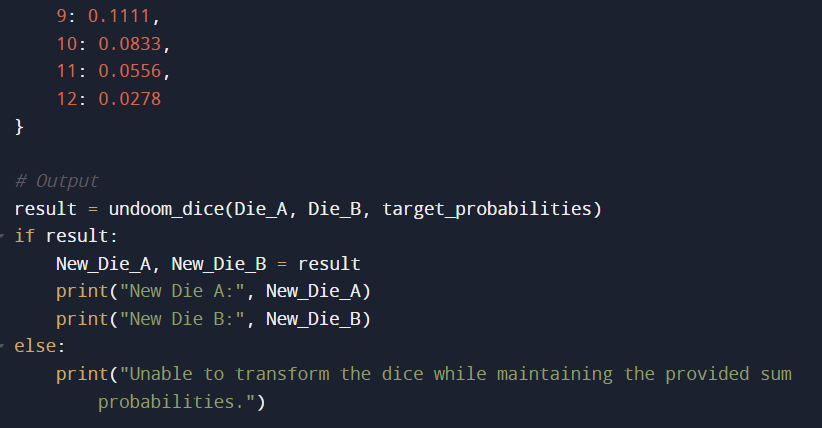 9: 0.1111,
10: 0.0833,
11: 0.0556,
12: 0.0278
}
# Output
result = undoom_dice(Die_A, Die_B, target_probabilities)
if result:
New_Die_A, New_Die_B = result
print("New Die A:", New_Die_A)
print("New Die B:", New_Die_B)
else:
print("Unable to transform the dice while maintaining the provided sum
probabilities.")